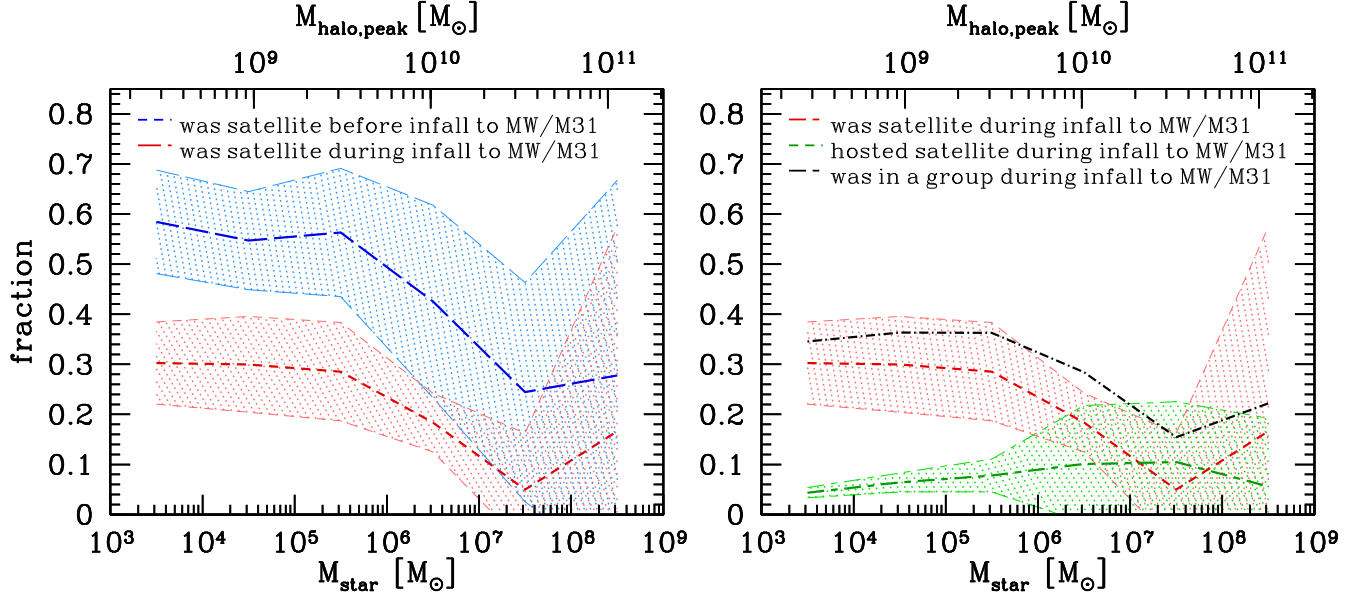 M_halo,peak [M_⊙]
10^9 10^10 10^11
0.8
0.7
0.6
0.5
0.4
0.3
0.2
0.1
0
fraction
was satellite before infall to MW/M31
was satellite during infall to MW/M31
10^3 10^4 10^5 10^6 10^7 10^8 10^9
M_star [M_⊙]
M_halo,peak [M_⊙]
10^9 10^10 10^11
0.8
0.7
0.6
0.5
0.4
0.3
0.2
0.1
0
was satellite during infall to MW/M31
hosted satellite during infall to MW/M31
was in a group during infall to MW/M31
10^3 10^4 10^5 10^6 10^7 10^8 10^9
M_star [M_⊙]